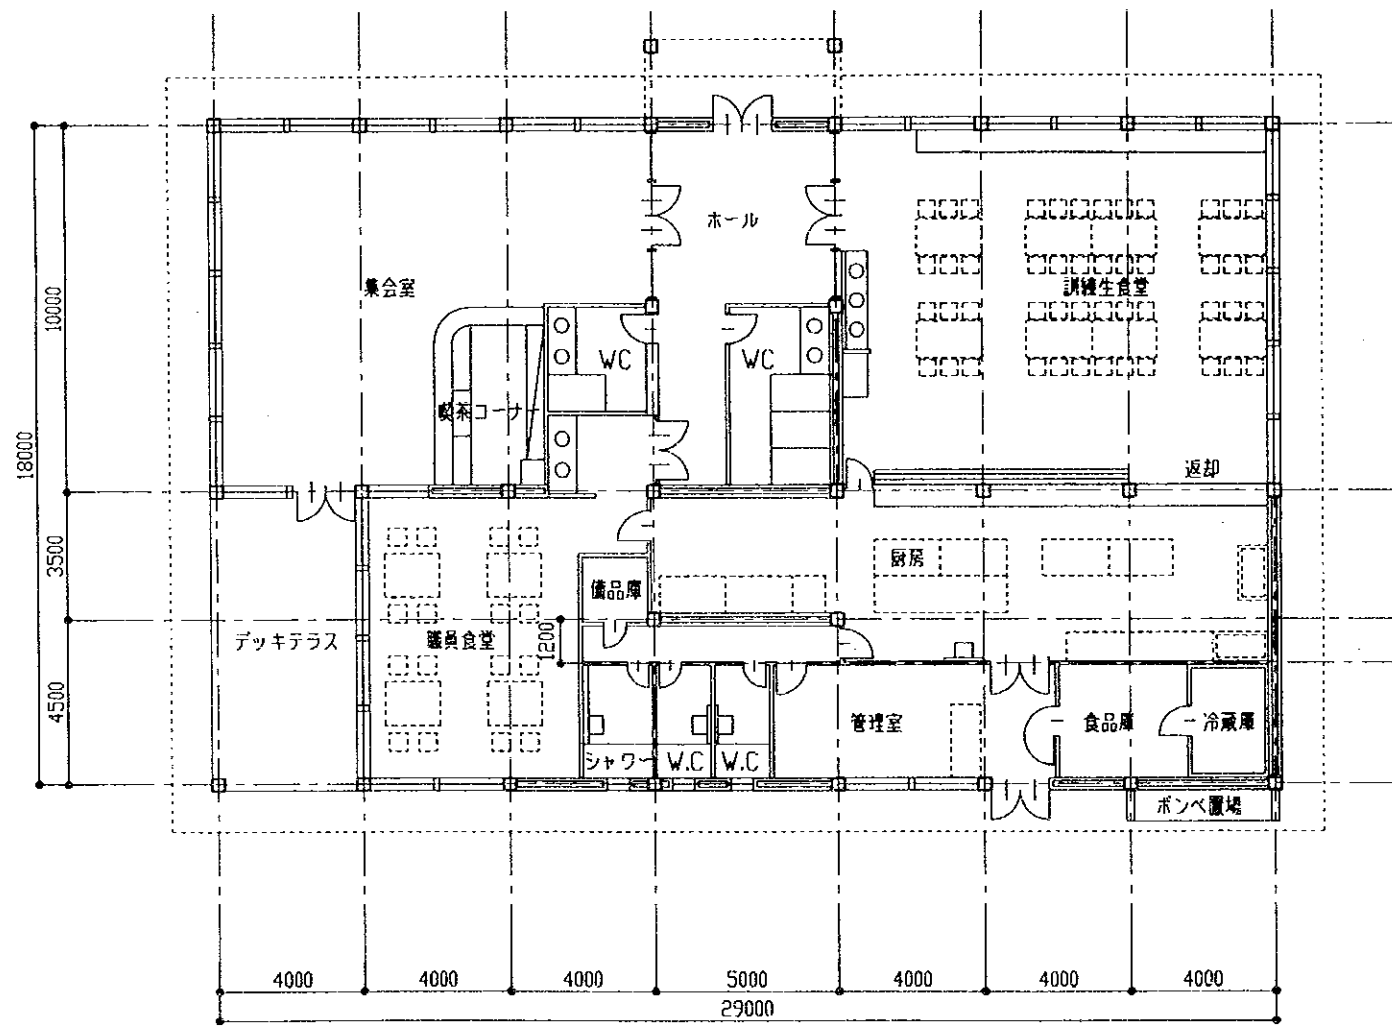 ホール
集会室
訓練生食堂
10000
WC
WC
喫茶コーナー
18000
返却
3500
厨房
備品庫
デッキテラス
職員食堂
1200
4500
管理室
食品庫
冷蔵庫
シャワー
W.C
W.C
ボンベ置場
4000
4000
4000
5000
4000
4000
4000
29000